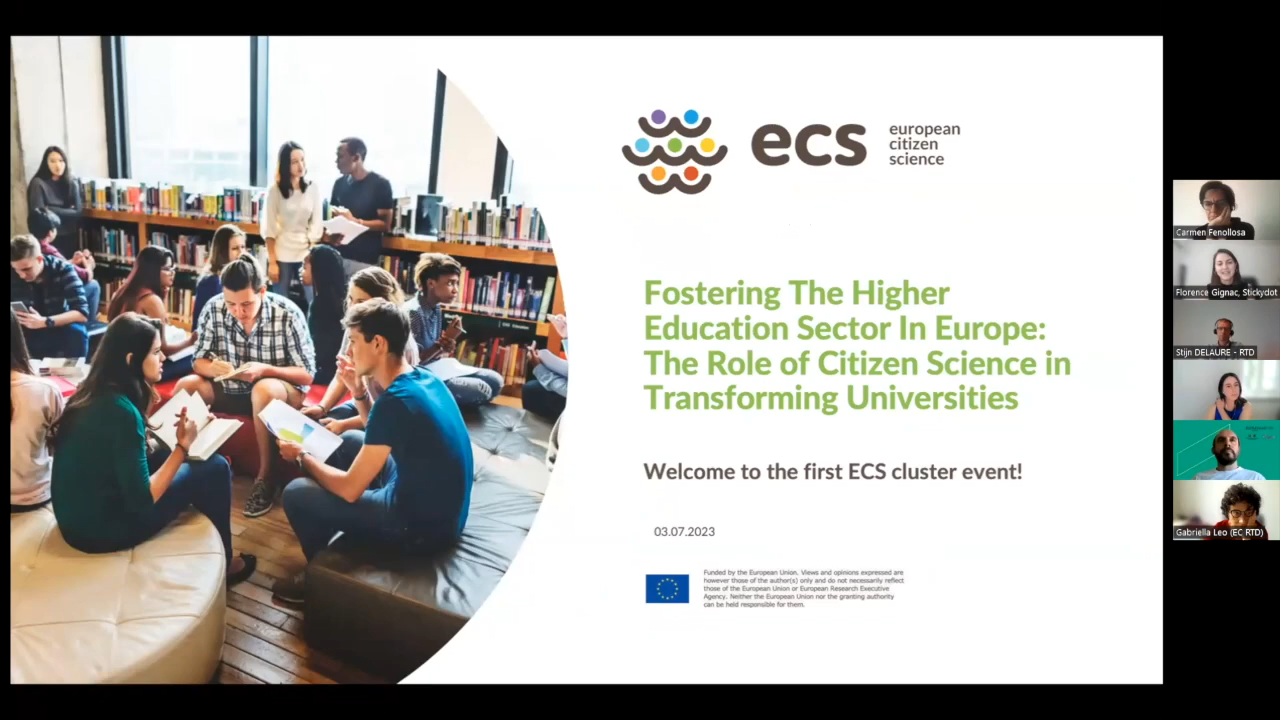 ecs
european
citizen
science
Fostering The Higher
Education Sector In Europe:
The Role of Citizen Science in
Transforming Universities
Welcome to the first ECS cluster event!
03.07.2023
Funded by the European Union. Views and opinions expressed are
however those of the author(s) only and do not necessarily reflect
those of the European Union or European Research Executive
Agency. Neither the European Union nor the granting authority
can be held responsible for them.
Carmen Fenollosa
Florence Gignac, Stickydot
Stijn DELAURE - RTD
Gabriella Leo (EC RTD)